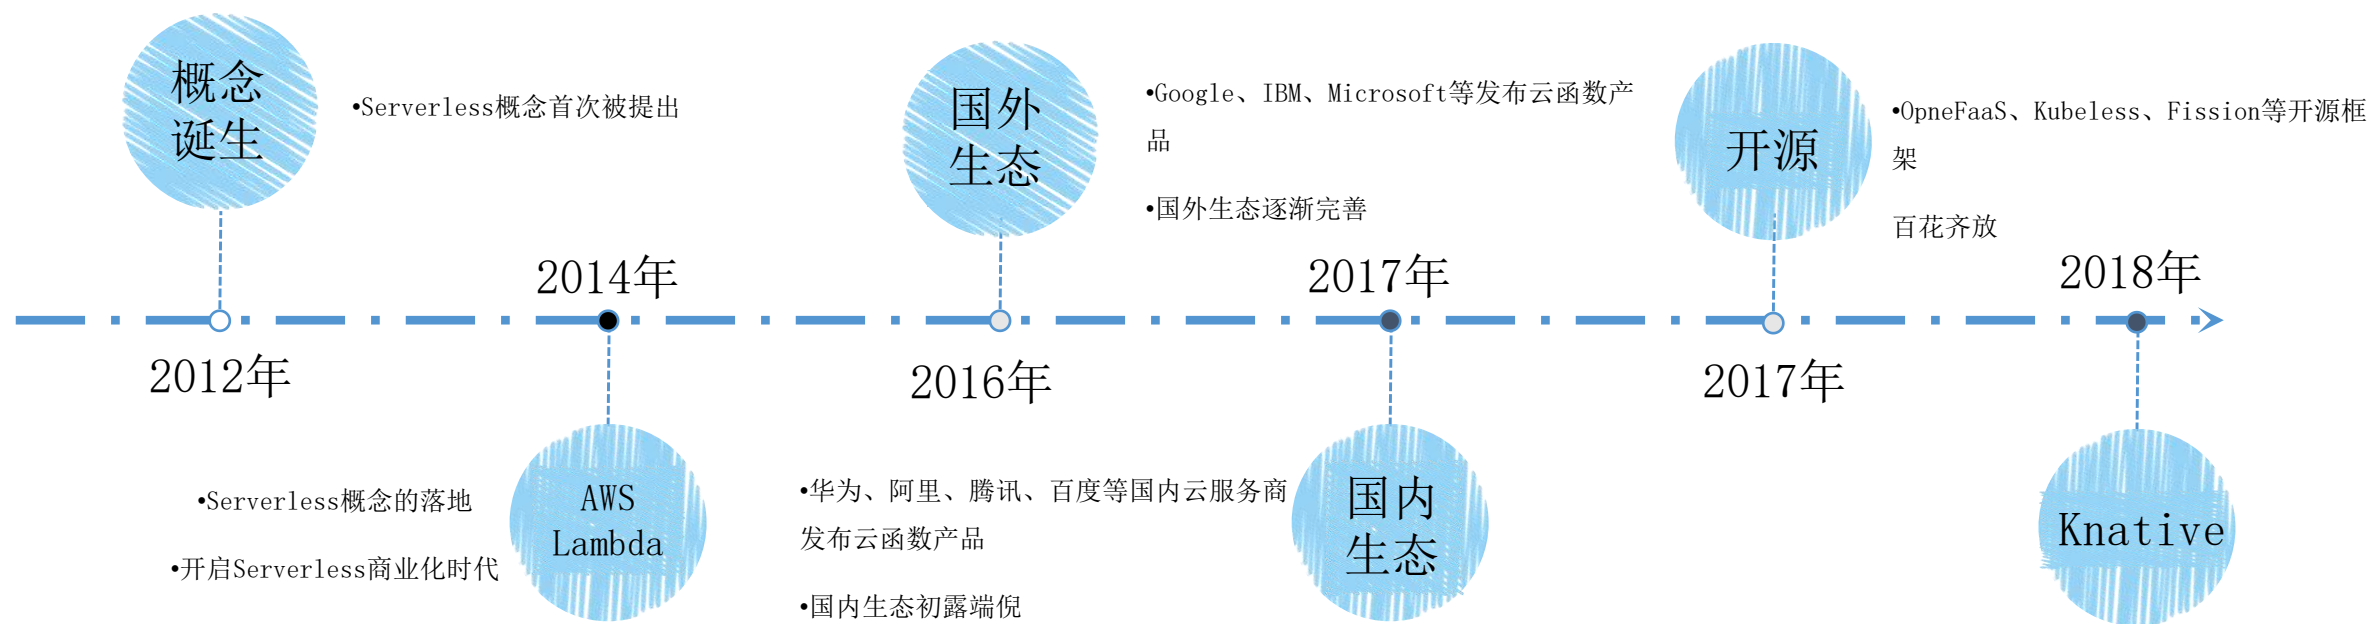 概念
诞生
•Serverless概念首次被提出
2012年
2014年
AWS
Lambda
•Serverless概念的落地
•开启Serverless商业化时代
国外
生态
•Google、IBM、Microsoft等发布云函数产
品
•国外生态逐渐完善
2016年
2017年
国内
生态
•华为、阿里、腾讯、百度等国内云服务商
发布云函数产品
•国内生态初露端倪
开源
•OpneFaaS、Kubeless、Fission等开源框
架
百花齐放
2017年
2018年
Knative